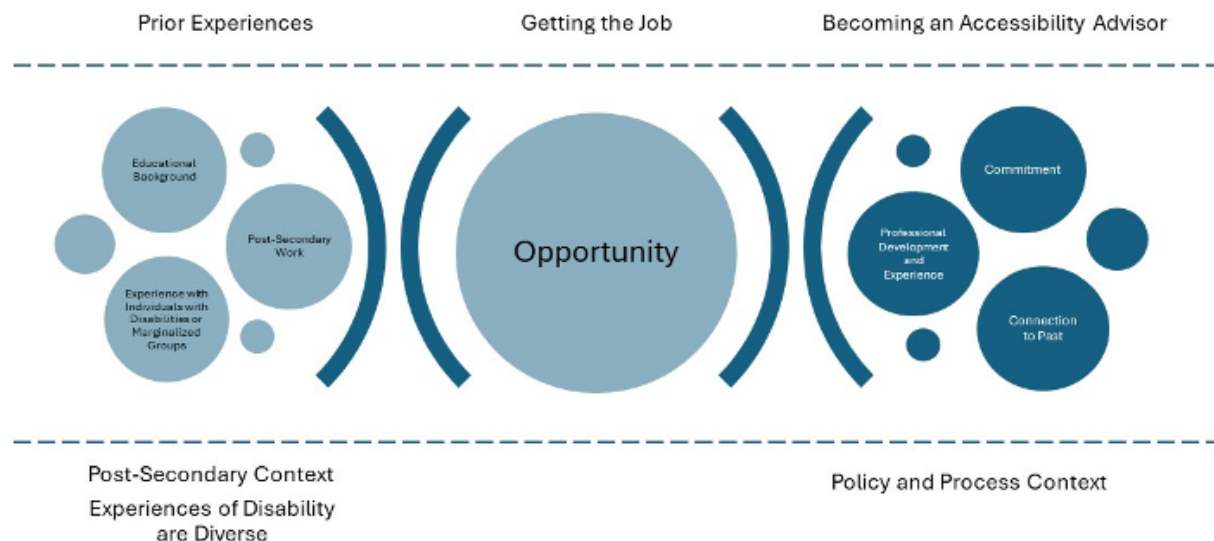 Prior Experiences
Getting the Job
Becoming an Accessibility Advisor
Educational
Background
Post-Secondary
Work
Experience with
Individuals with
Disabilities or
Marginalized
Groups
Opportunity
Commitment
Professional
Development
and
Experience
Connection
to Past
Post-Secondary Context
Experiences of Disability
are Diverse
Policy and Process Context